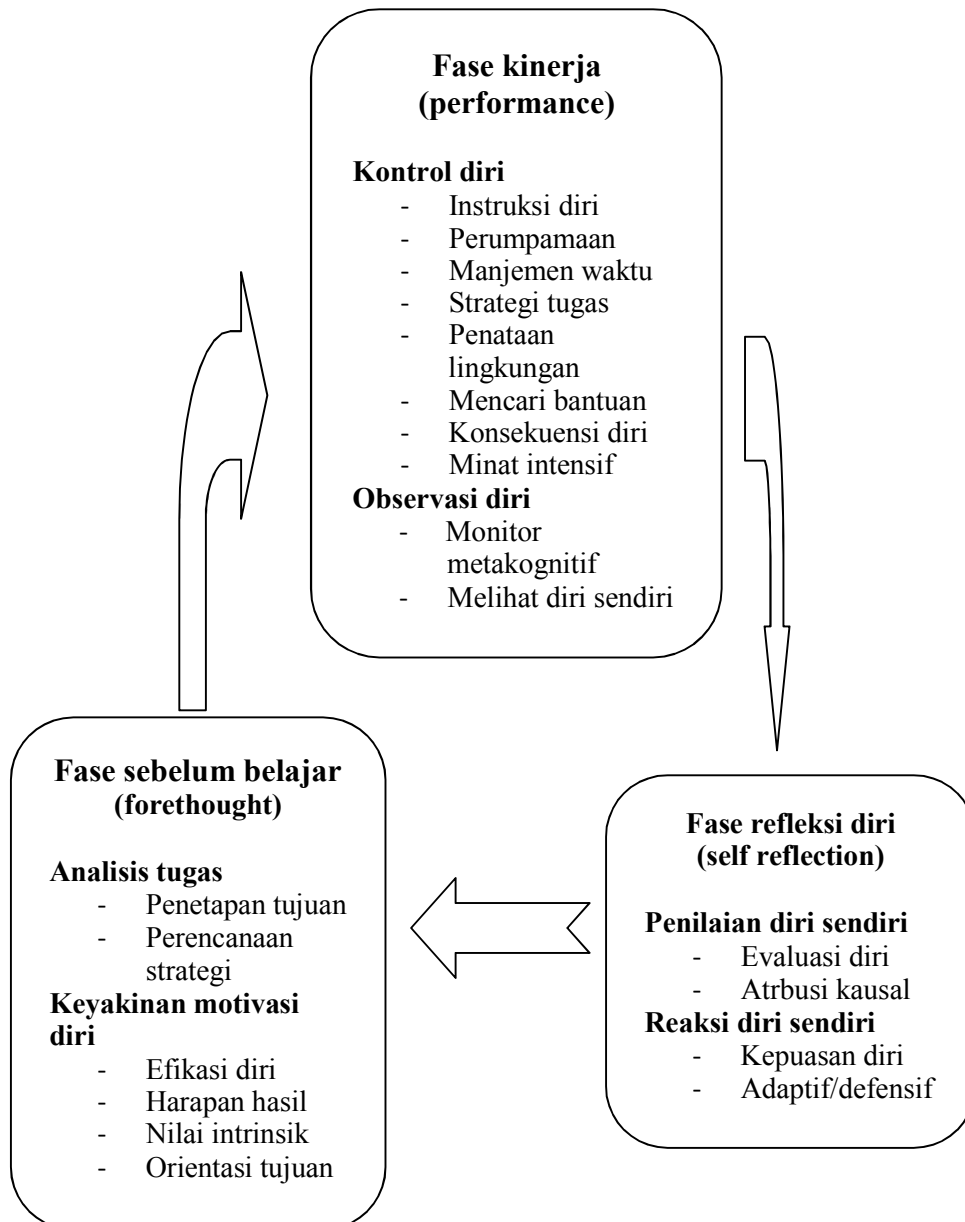 Fase kinerja
(performance)
Kontrol diri
- Instruksi diri
- Perumpamaan
- Manjemen waktu
- Strategi tugas
- Penataan
lingkungan
- Mencari bantuan
- Konsekuensi diri
- Minat intensif
Observasi diri
- Monitor
metakognitif
- Melihat diri sendiri
Fase sebelum belajar
(forethought)
Analisis tugas
- Penetapan tujuan
- Perencanaan
strategi
Keyakinan motivasi
diri
- Efikasi diri
- Harapan hasil
- Nilai intrinsik
- Orientasi tujuan
Fase refleksi diri
(self reflection)
Penilaian diri sendiri
- Evaluasi diri
- Atrbusi kausal
Reaksi diri sendiri
- Kepuasan diri
- Adaptif/defensif